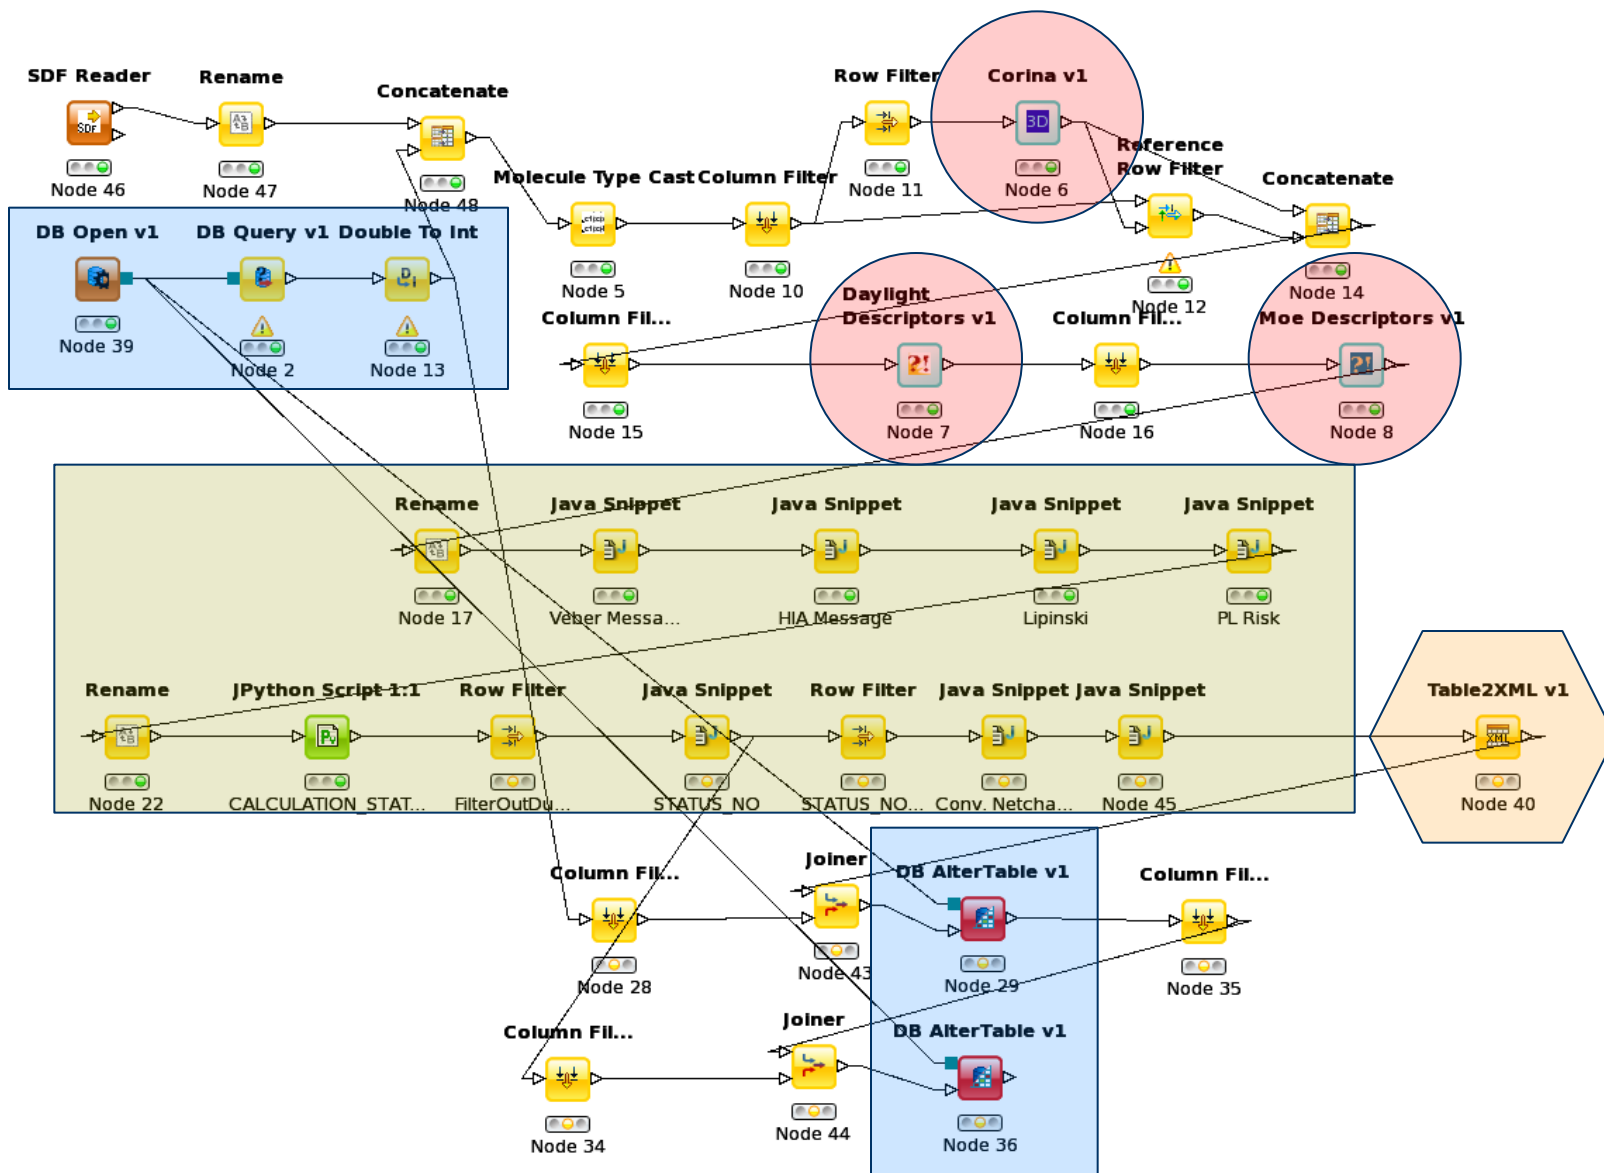 SDF Reader
Rename
Concatenate
Row Filter
Corina v1
SDF
3D
Node 46
Node 47
Node 48
Molecule Type Cast
Column Filter
Node 11
Node 6
Reference
Row Filter
Concatenate
DB Open v1
DB Query v1
Double To Int
Node 39
Node 2
Node 13
Node 5
Node 10
Node 12
Node 14
Column Fil...
Daylight
Descriptors v1
Column Fil...
Moe Descriptors v1
?!
?!
Node 15
Node 7
Node 16
Node 8
Rename
Java Snippet
Java Snippet
Java Snippet
Java Snippet
Node 17
Veber Messa...
HIA Message
Lipinski
PL Risk
Rename
JPython Script 1.1
Row Filter
Java Snippet
Row Filter
Java Snippet
Java Snippet
Table2XML v1
XML
Node 22
CALCULATION_STAT...
FilterOutDu...
STATUS_NO
STATUS_NO...
Conv. Netcha...
Node 45
Node 40
Column Fil...
Joiner
DB AlterTable v1
Column Fil...
Node 28
Node 43
Node 29
Node 35
Column Fil...
Joiner
DB AlterTable v1
Node 34
Node 44
Node 36